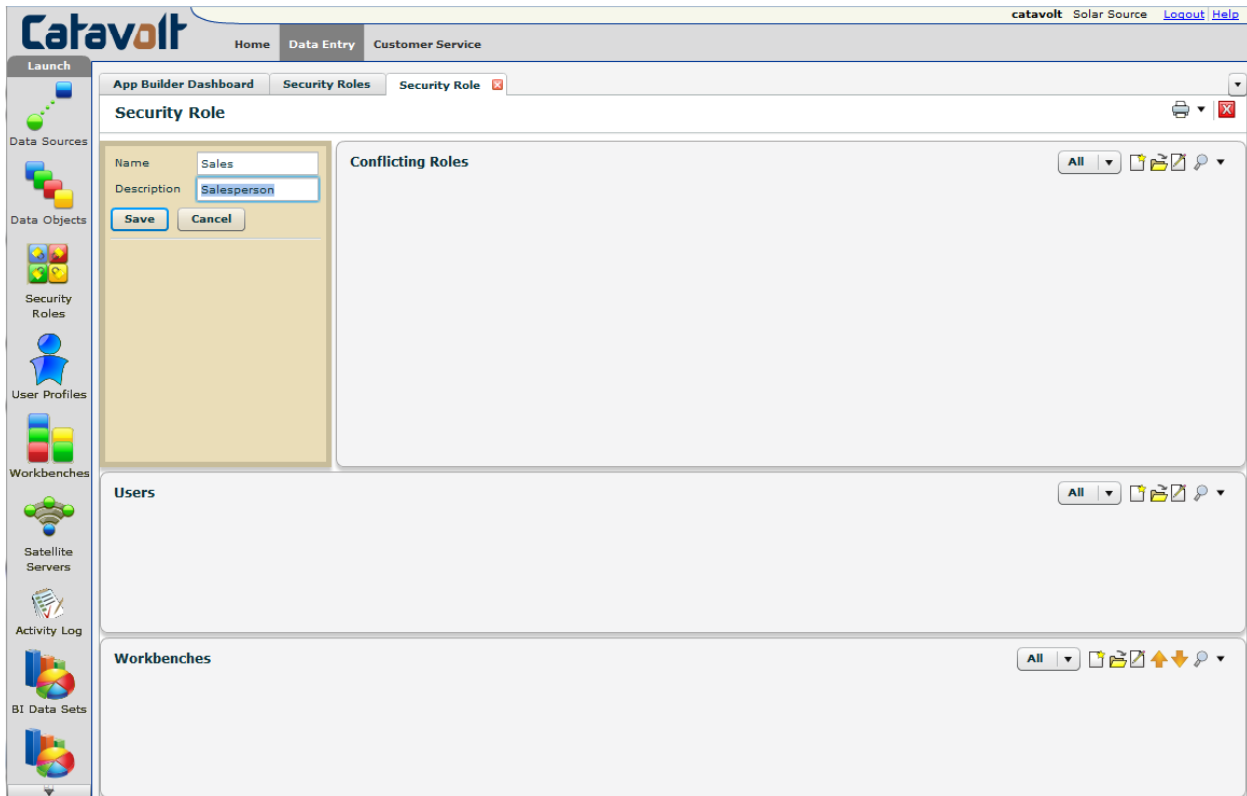 catavolt Solar Source Logout Help
Catavolt
Home Data Entry Customer Service
Launch
App Builder Dashboard Security Roles Security Role
Security Role
Data Sources
Data Objects
Security
Roles
User Profiles
Workbenches
Satellite
Servers
Activity Log
BI Data Sets
Name Sales
Description Salesperson
Save Cancel
Conflicting Roles All
Users All
Workbenches All